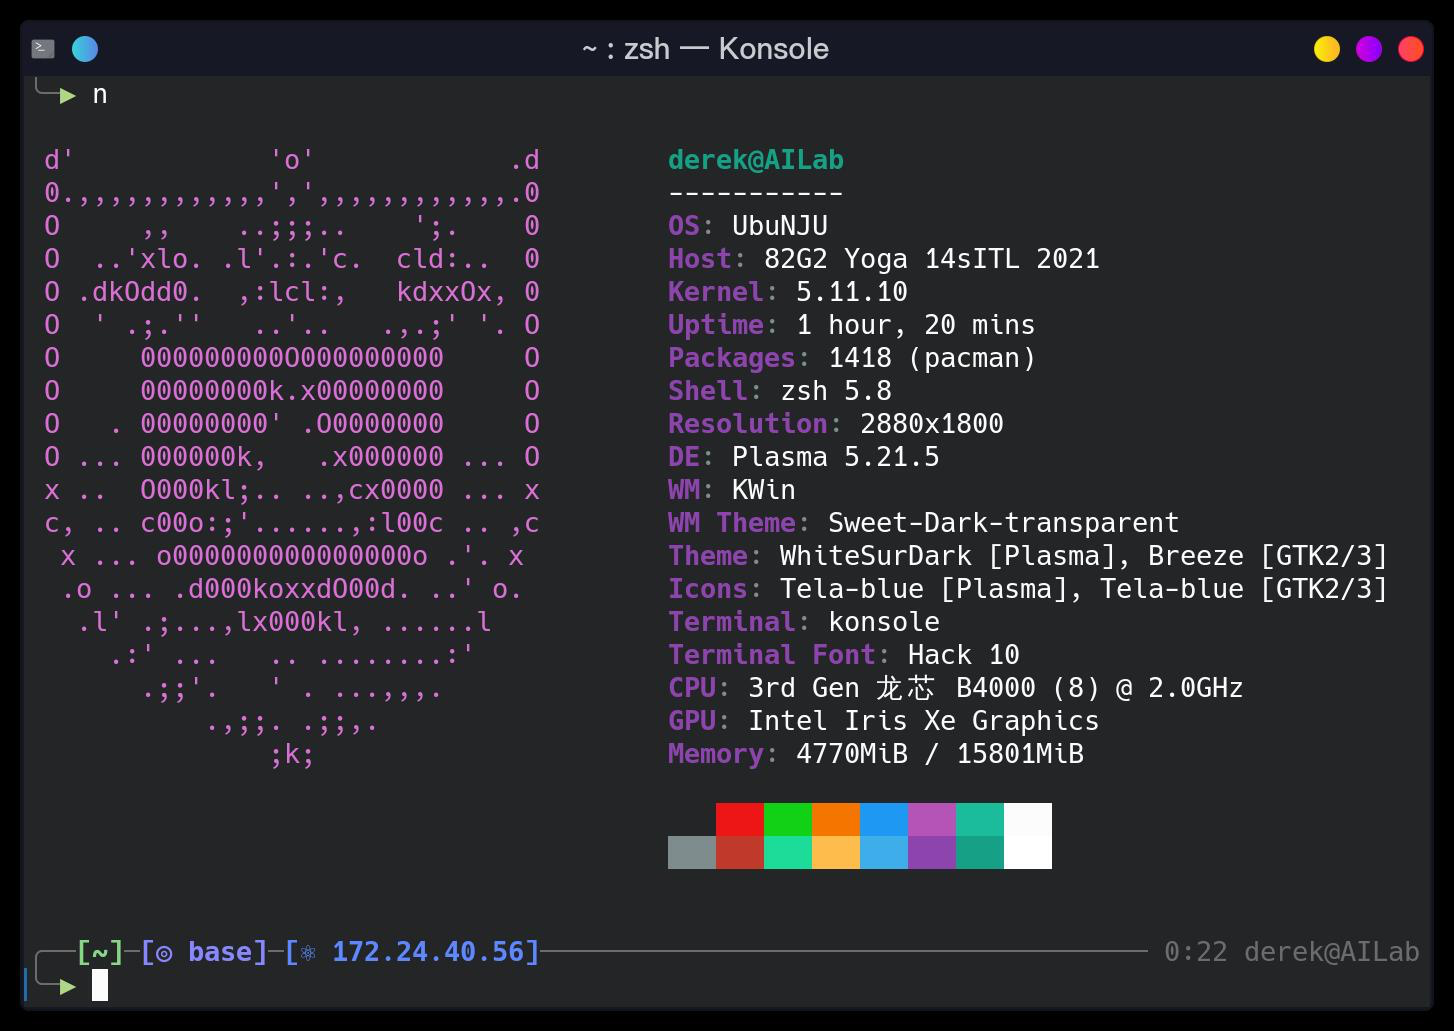 ~ : zsh — Konsole
n
d'             'o'             .d
0.,,,,,,,,,,,,',',,,,,,,,,,,,,.0
O     ,,    ..;;;..    ';.    0
O  ..'xlo. .l'.:.'c.  cld:..  0
O .dkOdd0.  ,:lcl:,   kdxxOx, 0
O  ' .;.''   ..'..   .,.;' '. O
O     000000000O000000000     O
O     00000000k.x00000000     O
O   . 00000000' .O0000000     O
O ... 000000k,   .x000000 ... O
x ..  O000kl;.. ..,cx0000 ... x
c, .. c00o:;'.......,:l00c .. ,c
x ... o000000000000000o .'. x
.o ... .d000koxxdO00d. ..' o.
.l' .;...,lx000kl, ......l
.:' ...   .. ........:'
.;;'.   ' . ...,,,.
.,;;. .;;,.
;k;
derek@AILab
-----------
OS: UbuNJU
Host: 82G2 Yoga 14sITL 2021
Kernel: 5.11.10
Uptime: 1 hour, 20 mins
Packages: 1418 (pacman)
Shell: zsh 5.8
Resolution: 2880x1800
DE: Plasma 5.21.5
WM: KWin
WM Theme: Sweet-Dark-transparent
Theme: WhiteSurDark [Plasma], Breeze [GTK2/3]
Icons: Tela-blue [Plasma], Tela-blue [GTK2/3]
Terminal: konsole
Terminal Font: Hack 10
CPU: 3rd Gen 龙芯 B4000 (8) @ 2.0GHz
GPU: Intel Iris Xe Graphics
Memory: 4770MiB / 15801MiB
[~]─[◎ base]─[⚛ 172.24.40.56] 0:22 derek@AILab